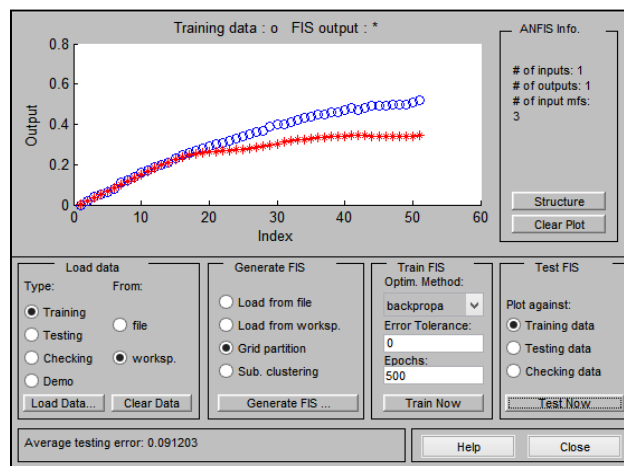 Training data : o   FIS output : *
0.8
0.6
0.4
0.2
0
Output
0 10 20 30 40 50 60
Index
ANFIS Info.
# of inputs: 1
# of outputs: 1
# of input mfs:
3
Structure
Clear Plot
Load data
Type: From:
Training
Testing
Checking
Demo
file
worksp.
Load Data... Clear Data
Generate FIS
Load from file
Load from worksp.
Grid partition
Sub. clustering
Generate FIS ...
Train FIS
Optim. Method:
backpropa
Error Tolerance:
0
Epochs:
500
Train Now
Test FIS
Plot against:
Training data
Testing data
Checking data
Test Now
Average testing error: 0.091203
Help
Close